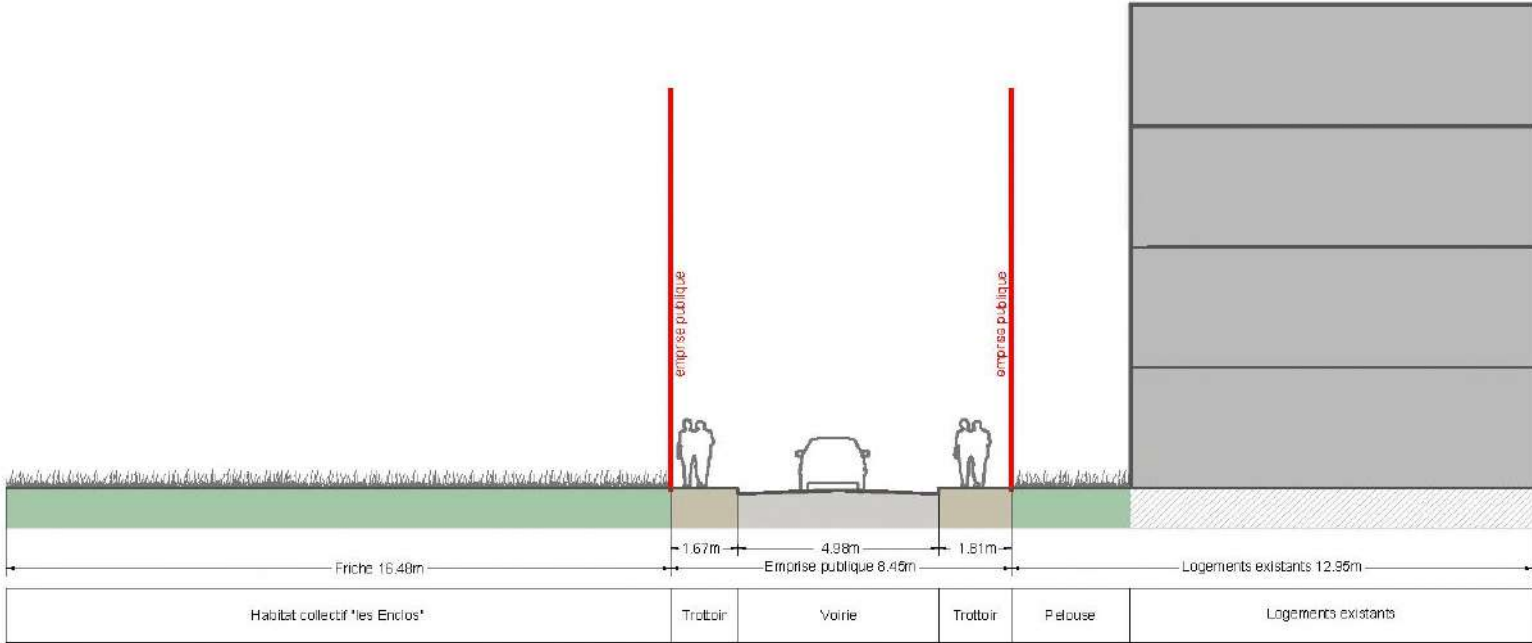 emprise publique
emprise publique
1.67m
4.98m
1.81m
Friche 16.48m
Emprise publique 8.45m
Logements existants 12.95m
Habitat collectif "les Enclos"
Trottoir
Voirie
Trottoir
Pelouse
Logements existants